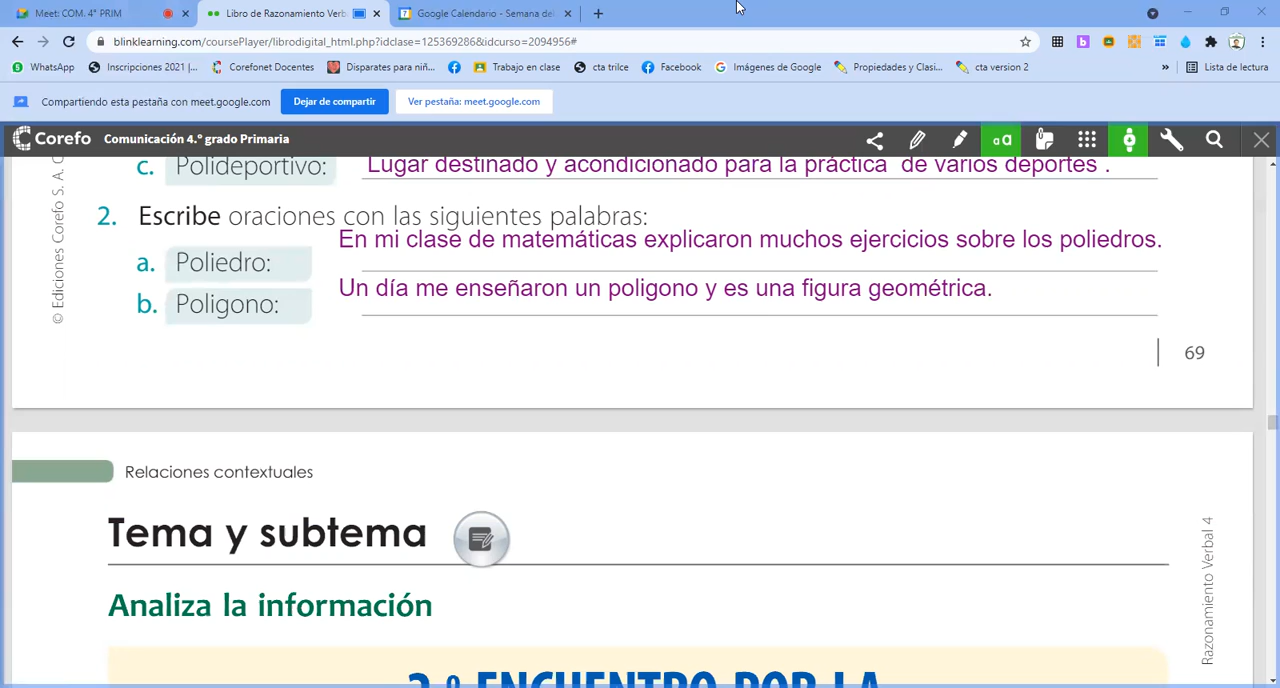 Meet: COM. 4° PRIM
Libro de Razonamiento Verb
Google Calendario - Semana del
blinklearning.com/coursePlayer/librodigital_html.php?idclase=125369286&idcurso=2094956#
WhatsApp
Inscripciones 2021 |...
Corefonet Docentes
Disparates para niñ...
Trabajo en clase
cta trilce
Facebook
Imágenes de Google
Propiedades y Clasi...
cta version 2
»
Lista de lectura
Compartiendo esta pestaña con meet.google.com
Dejar de compartir
Ver pestaña: meet.google.com
Corefo
Comunicación 4.º grado Primaria
c. Polideportivo: Lugar destinado y acondicionado para la práctica de varios deportes .
2. Escribe oraciones con las siguientes palabras:
En mi clase de matemáticas explicaron muchos ejercicios sobre los poliedros.
a. Poliedro:
Un día me enseñaron un poligono y es una figura geométrica.
b. Poligono:
© Ediciones Corefo S. A. C
69
Relaciones contextuales
Tema y subtema
Analiza la información
2.º ENCUENTRO POR LA
Razonamiento Verbal 4